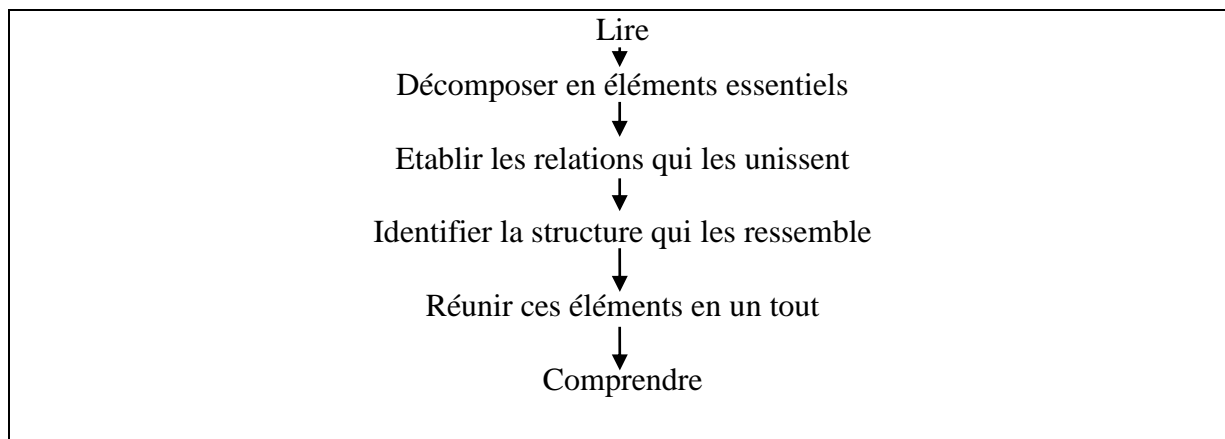 Lire
Décomposer en éléments essentiels
Etablir les relations qui les unissent
Identifier la structure qui les ressemble
Réunir ces éléments en un tout
Comprendre